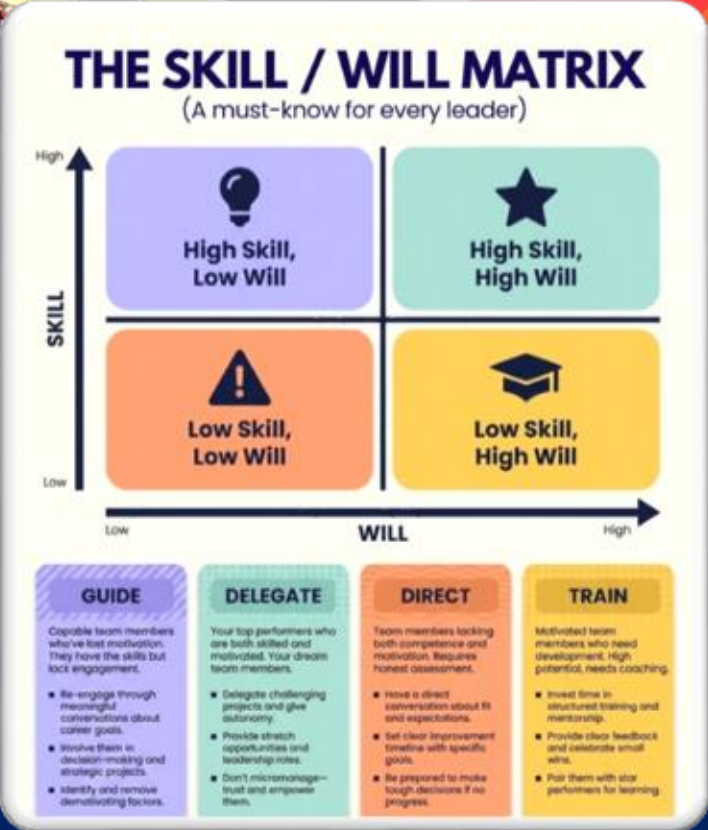 THE SKILL / WILL MATRIX
(A must-know for every leader)
High
SKILL
Low
High Skill,
Low Will
High Skill,
High Will
Low Skill,
Low Will
Low Skill,
High Will
Low
WILL
High
GUIDE
Capable team members
who've lost motivation.
They have the skills but
lack engagement.
▪ Re-engage through
meaningful
conversations about
career goals.
▪ Involve them in
decision-making and
strategic projects.
▪ Identify and remove
demotivating factors.
DELEGATE
Your top performers who
are both skilled and
motivated. Your dream
team members.
▪ Delegate challenging
projects and give
autonomy.
▪ Provide stretch
opportunities and
leadership roles.
▪ Don't micromanage—
trust and empower
them.
DIRECT
Team members lacking
both competence and
motivation. Requires
honest assessment.
▪ Have a direct
conversation about fit
and expectations.
▪ Set clear improvement
timeline with specific
goals.
▪ Be prepared to make
tough decisions if no
progress.
TRAIN
Motivated team
members who need
development. High
potential, needs coaching.
▪ Invest time in
structured training and
mentorship.
▪ Provide clear feedback
and celebrate small
wins.
▪ Pair them with star
performers for learning.